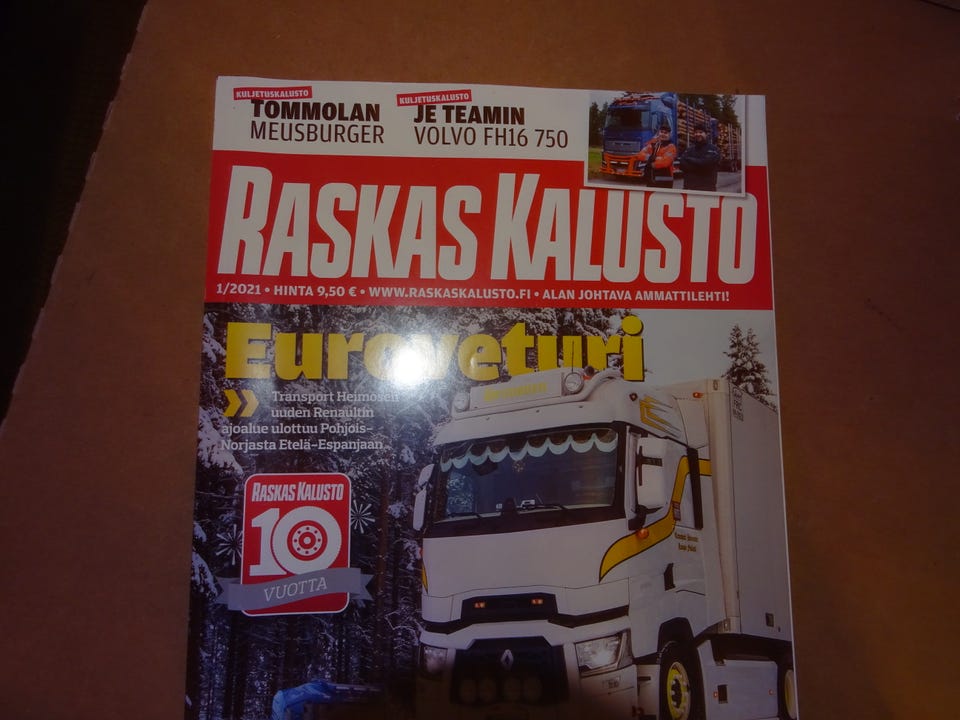 KULJETUSKALUSTO
TOMMOLAN
MEUSBURGER
KULJETUSKALUSTO
JE TEAMIN
VOLVO FH16 750
RASKAS KALUSTO
1/2021 • HINTA 9,50 € • WWW.RASKASKALUSTO.FI • ALAN JOHTAVA AMMATTILEHTI!
Euroveturi
Transport Heimosen
uuden Renaultin
ajoalue ulottuu Pohjois-
Norjasta Etelä-Espanjaan.
RASKAS KALUSTO
10
VUOTTA